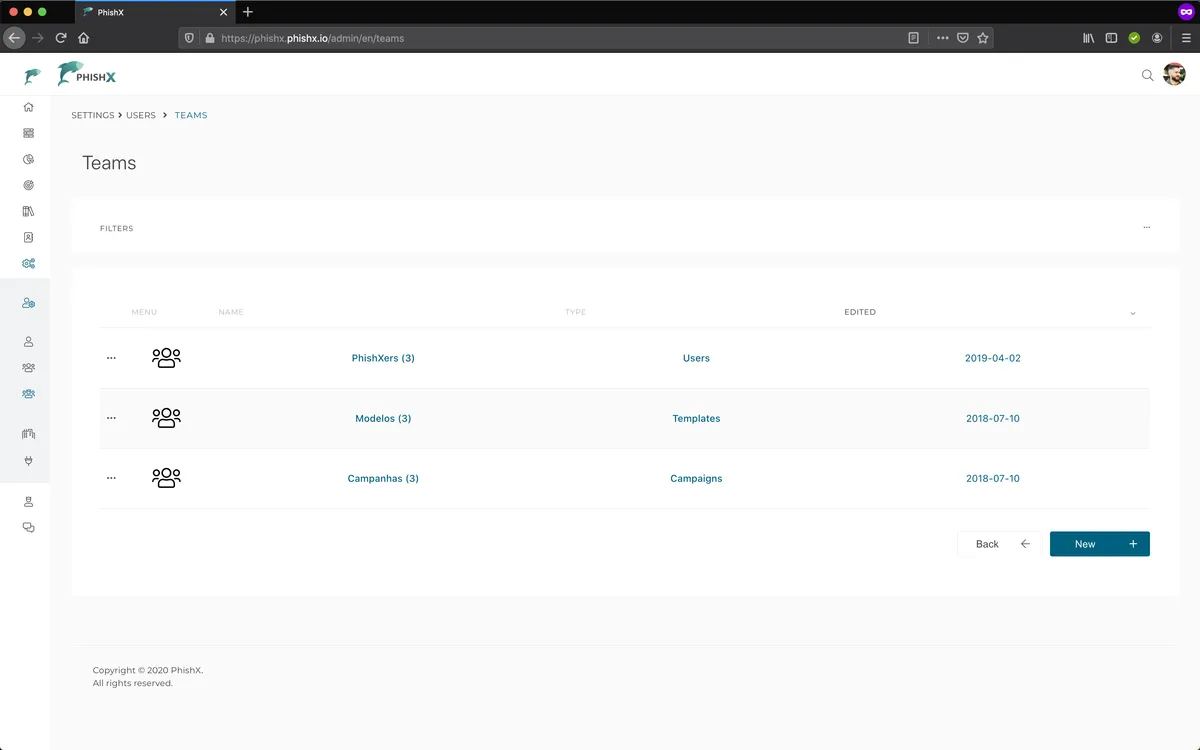 PhishX
https://phishx.phishx.io/admin/en/teams
PHISHX
SETTINGS > USERS > TEAMS
Teams
FILTERS
MENU NAME TYPE EDITED
PhishXers (3) Users 2019-04-02
Modelos (3) Templates 2018-07-10
Campanhas (3) Campaigns 2018-07-10
Back New
Copyright © 2020 PhishX.
All rights reserved.